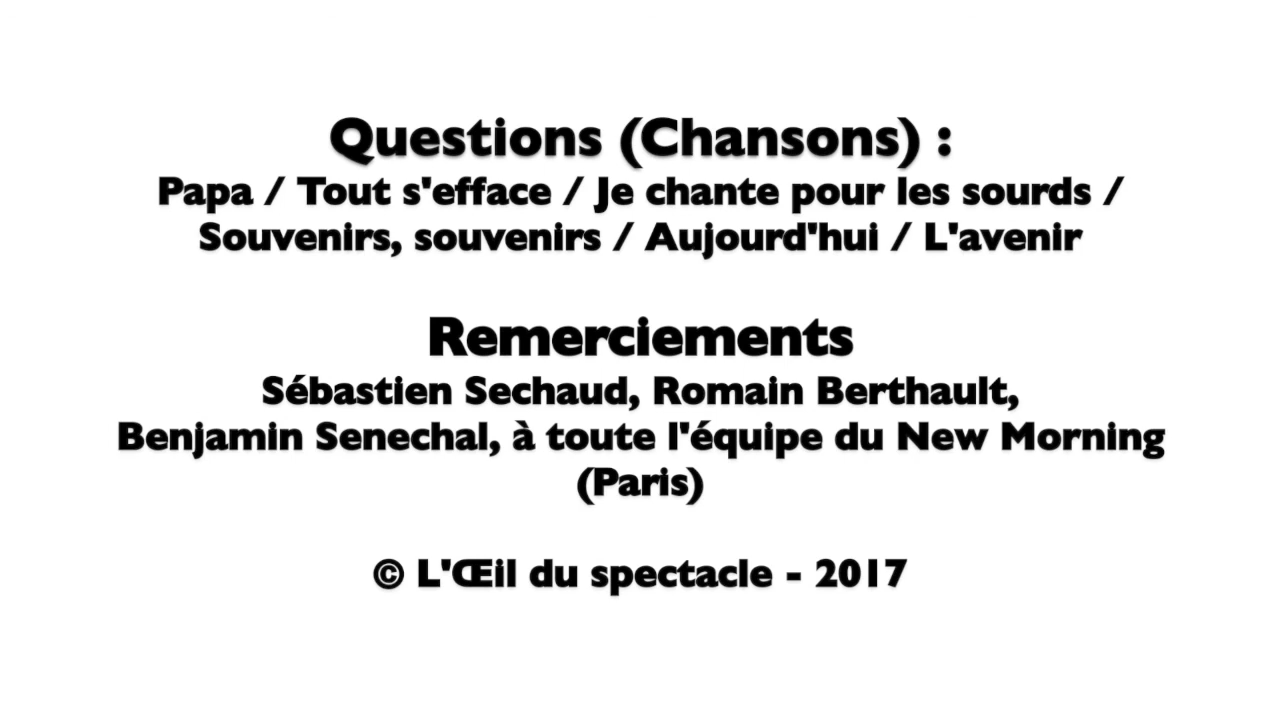 Questions (Chansons) :
Papa / Tout s'efface / Je chante pour les sourds /
Souvenirs, souvenirs / Aujourd'hui / L'avenir
Remerciements
Sébastien Sechaud, Romain Berthault,
Benjamin Senechal, à toute l'équipe du New Morning
(Paris)
© L'Œil du spectacle - 2017